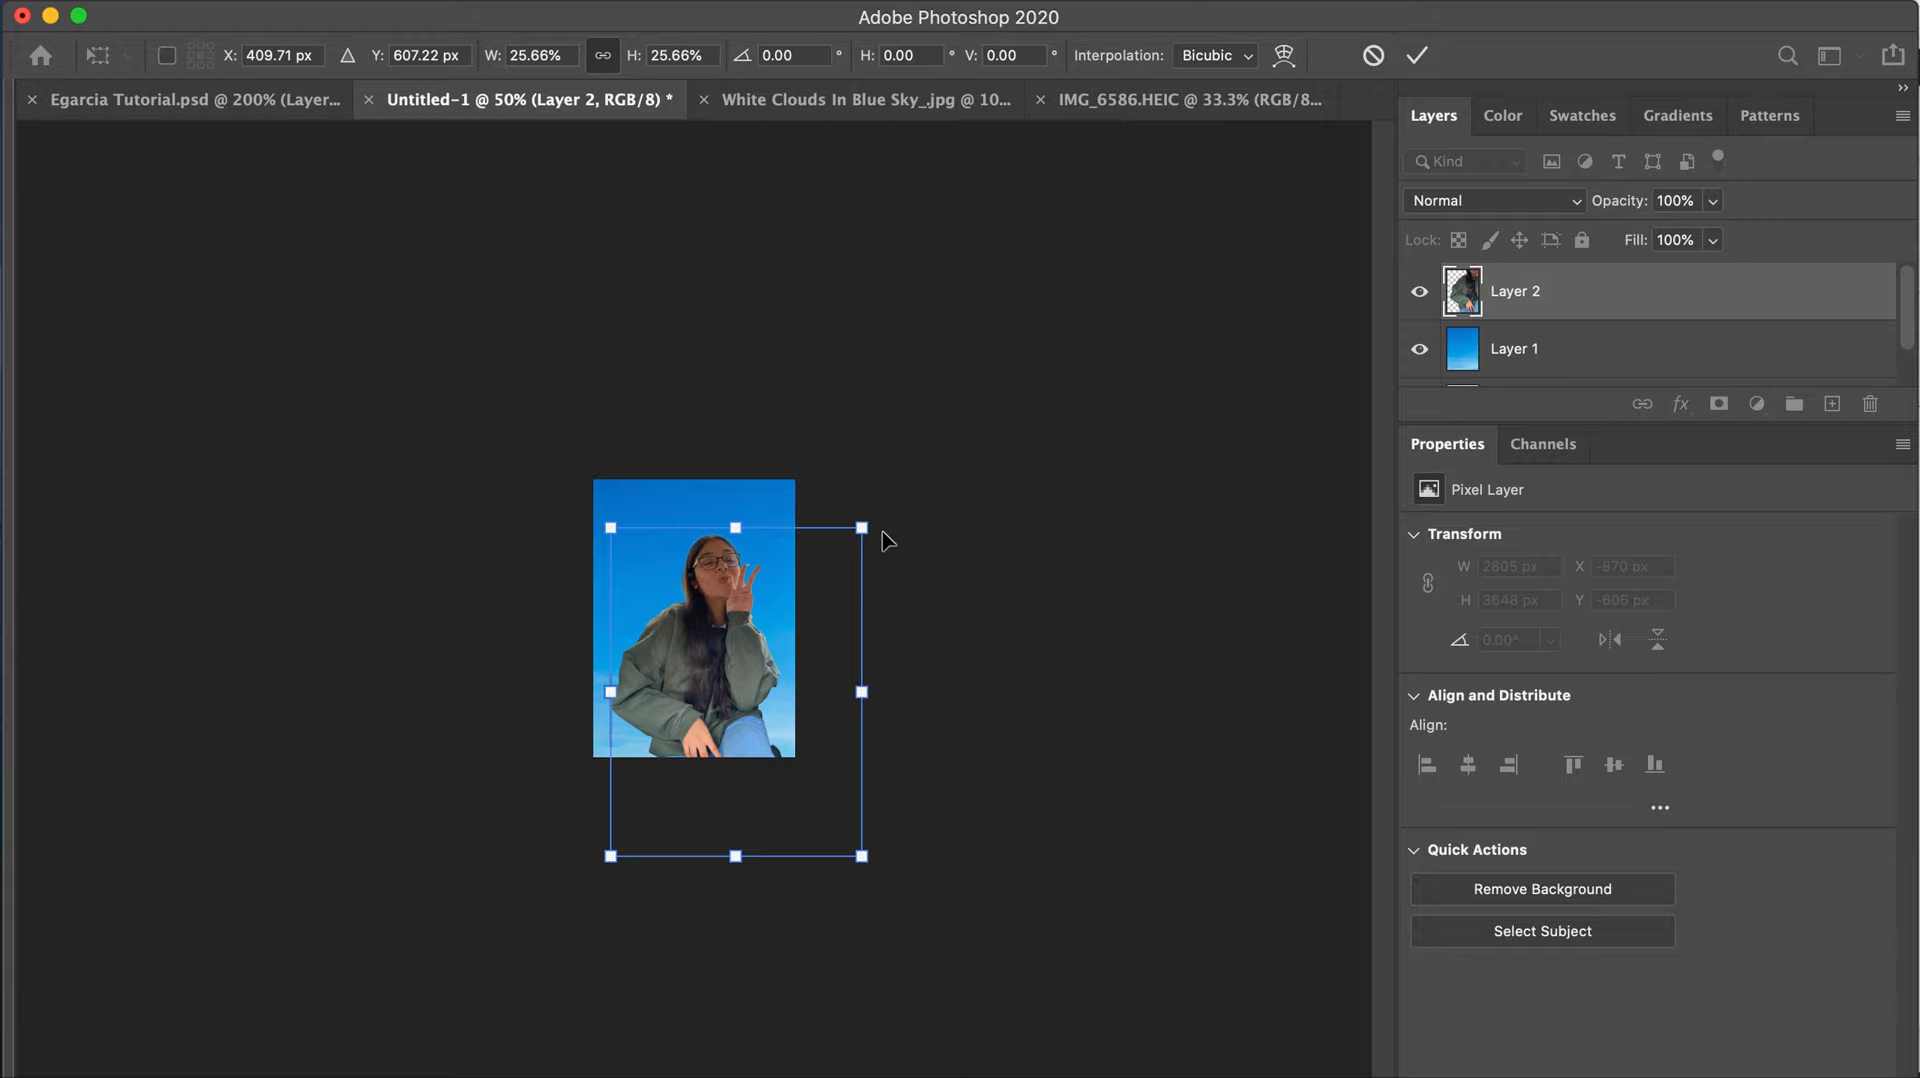 Adobe Photoshop 2020
X: 409.71 px Y: 607.22 px W: 25.66% H: 25.66% 0.00 ° H: 0.00 ° V: 0.00 ° Interpolation: Bicubic
Egarcia Tutorial.psd @ 200% (Layer... Untitled-1 @ 50% (Layer 2, RGB/8) * White Clouds In Blue Sky_.jpg @ 10... IMG_6586.HEIC @ 33.3% (RGB/8...
Layers Color Swatches Gradients Patterns
Kind
Normal Opacity: 100%
Lock: Fill: 100%
Layer 2
Layer 1
fx
Properties Channels
Pixel Layer
Transform
W 2805 px X -870 px
H 3648 px Y -605 px
0.00°
Align and Distribute
Align:
Quick Actions
Remove Background
Select Subject